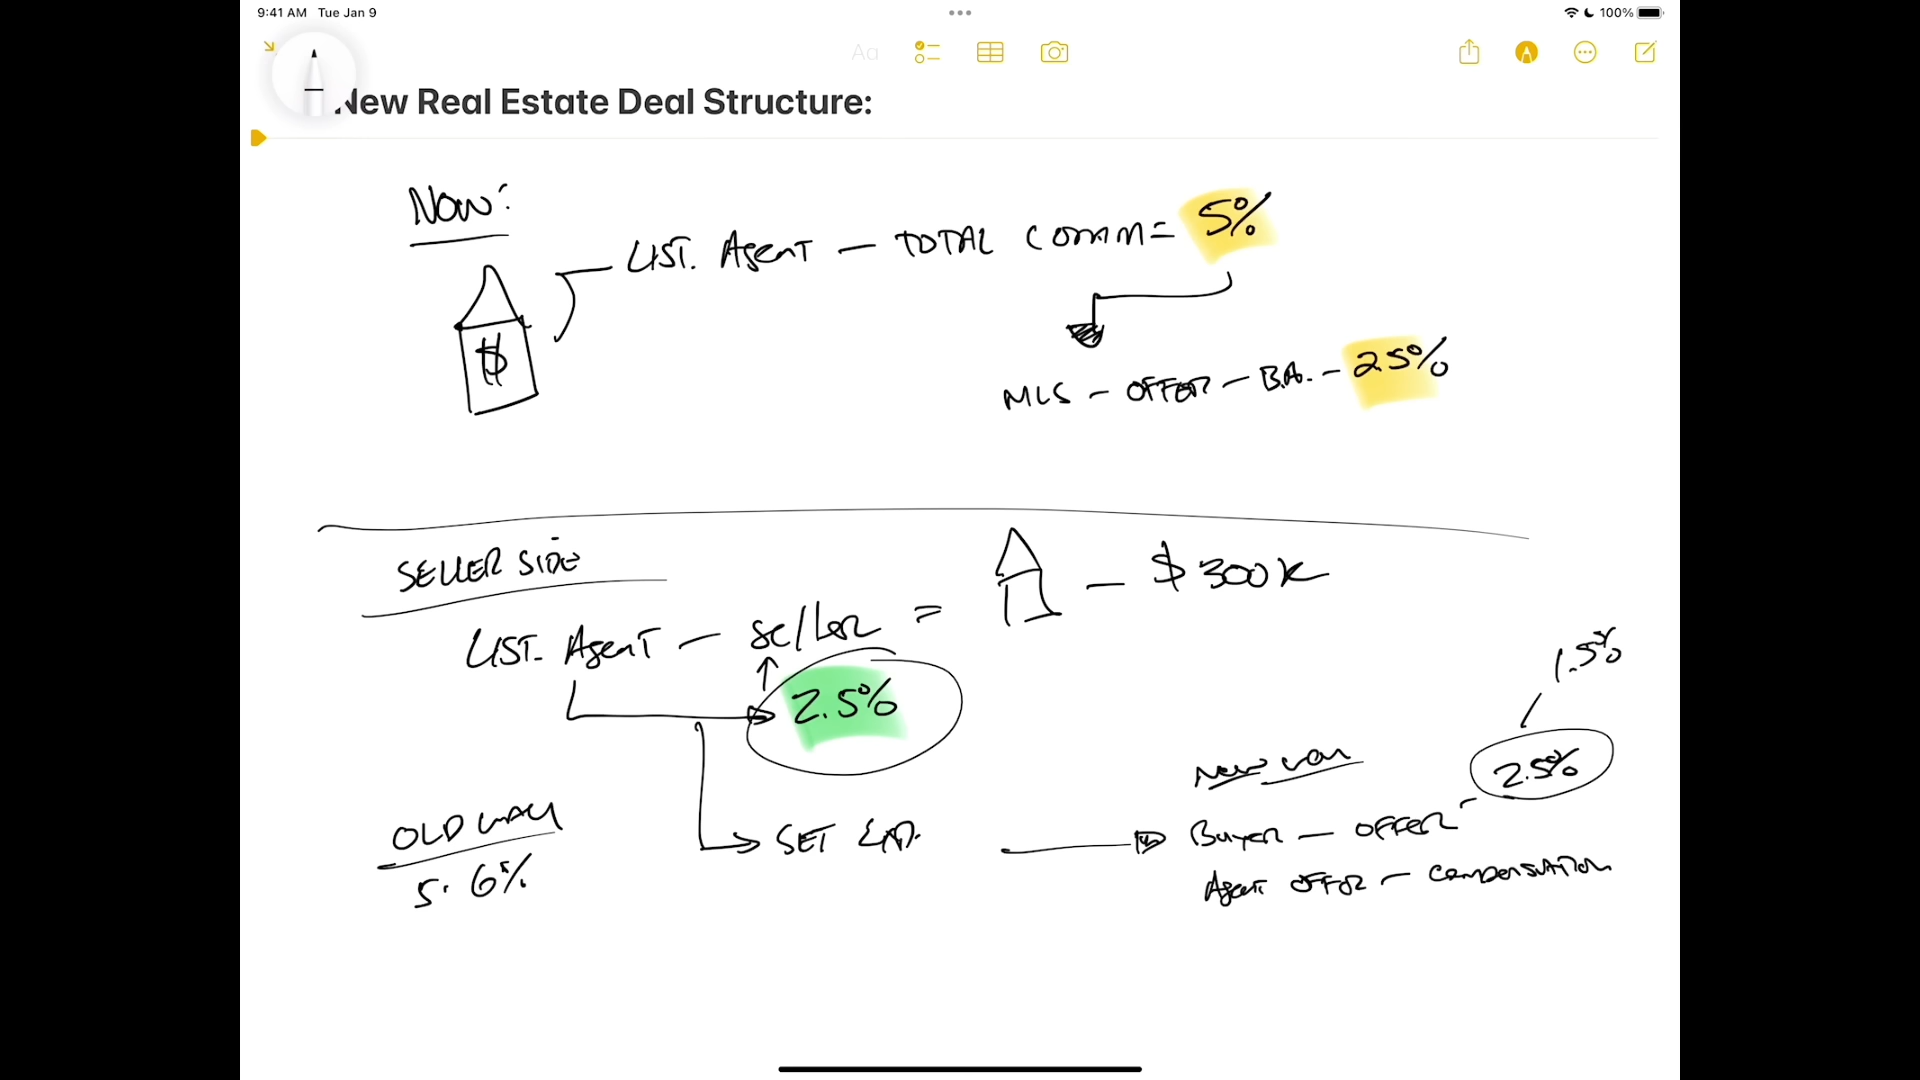 9:41 AM Tue Jan 9
100%
Aa
New Real Estate Deal Structure:
Now:
LIST. Agent — TOTAL COMM = 5%
$
MLS - OFFER - B.A. - 2.5%
SELLER SIDE
— $300K
LIST. Agent — seller =
1.5%
2.5%
NEW WAY
2.5%
OLD WAY
SET
BUYER — OFFER
5. 6%
Agent OFFER — COMPENSATION